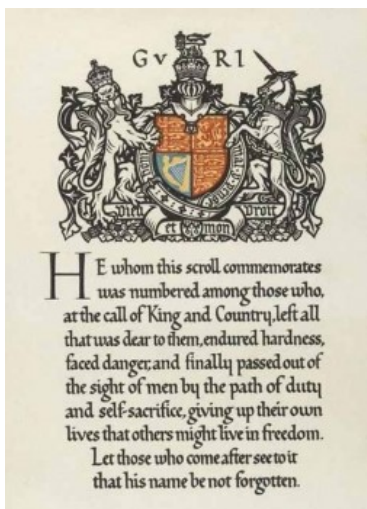 GV RI
Dieu et mon Droit
HE whom this scroll commemorates
was numbered among those who,
at the call of King and Country, left all
that was dear to them, endured hardness,
faced danger, and finally passed out of
the sight of men by the path of duty
and self-sacrifice, giving up their own
lives that others might live in freedom.
Let those who come after see to it
that his name be not forgotten.